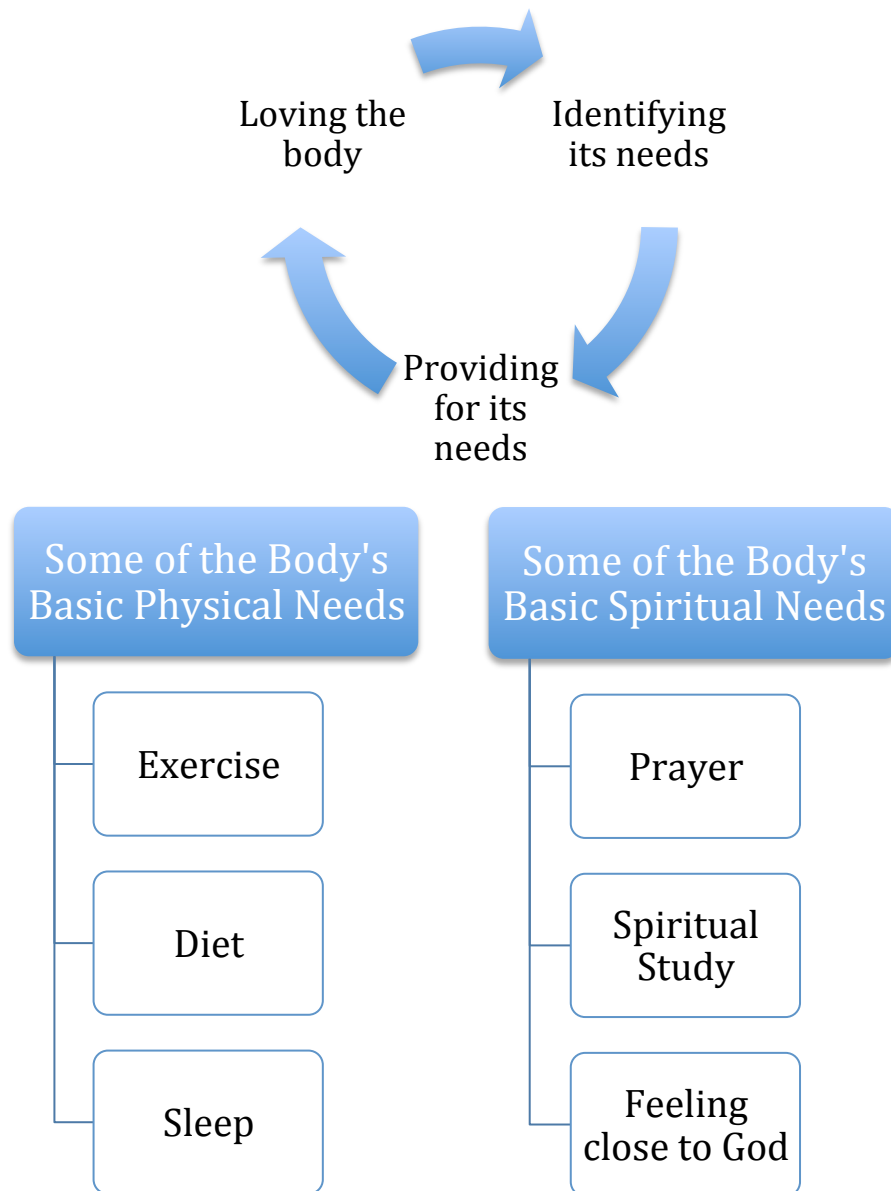 Loving the
body
Identifying
its needs
Providing
for its
needs
Some of the Body's
Basic Physical Needs
Exercise
Diet
Sleep
Some of the Body's
Basic Spiritual Needs
Prayer
Spiritual
Study
Feeling
close to God